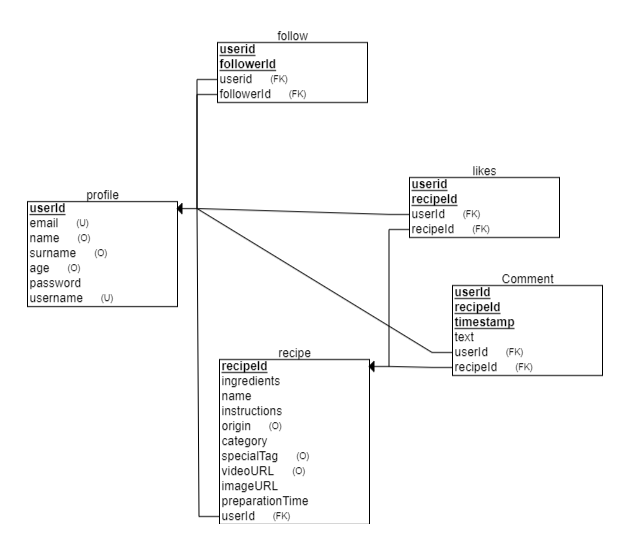 follow
userid
followerId
userid (FK)
followerId (FK)
likes
userid
recipeId
userId (FK)
recipeId (FK)
profile
userId
email (U)
name (O)
surname (O)
age (O)
password
username (U)
Comment
userId
recipeId
timestamp
text
userId (FK)
recipeId (FK)
recipe
recipeId
ingredients
name
instructions
origin (O)
category
specialTag (O)
videoURL (O)
imageURL
preparationTime
userId (FK)